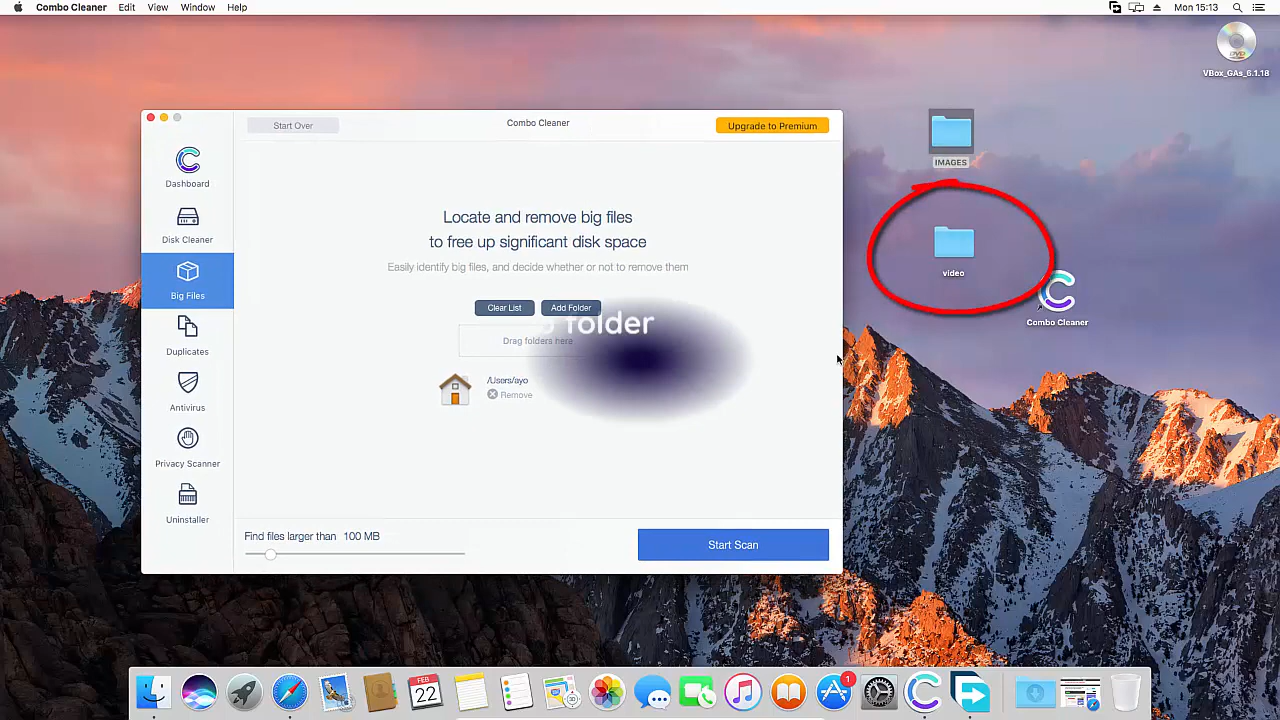 Combo Cleaner Edit View Window Help Mon 15:13
VBox_GAs_6.1.18
Start Over
Combo Cleaner
Upgrade to Premium
Dashboard
Disk Cleaner
Big Files
Duplicates
Antivirus
Privacy Scanner
Uninstaller
Locate and remove big files
to free up significant disk space
Easily identify big files, and decide whether or not to remove them
Clear List
Add Folder
folder
Drag folders here
/Users/ayo
Remove
Find files larger than 100 MB
Start Scan
IMAGES
video
Combo Cleaner
FEB
22
1